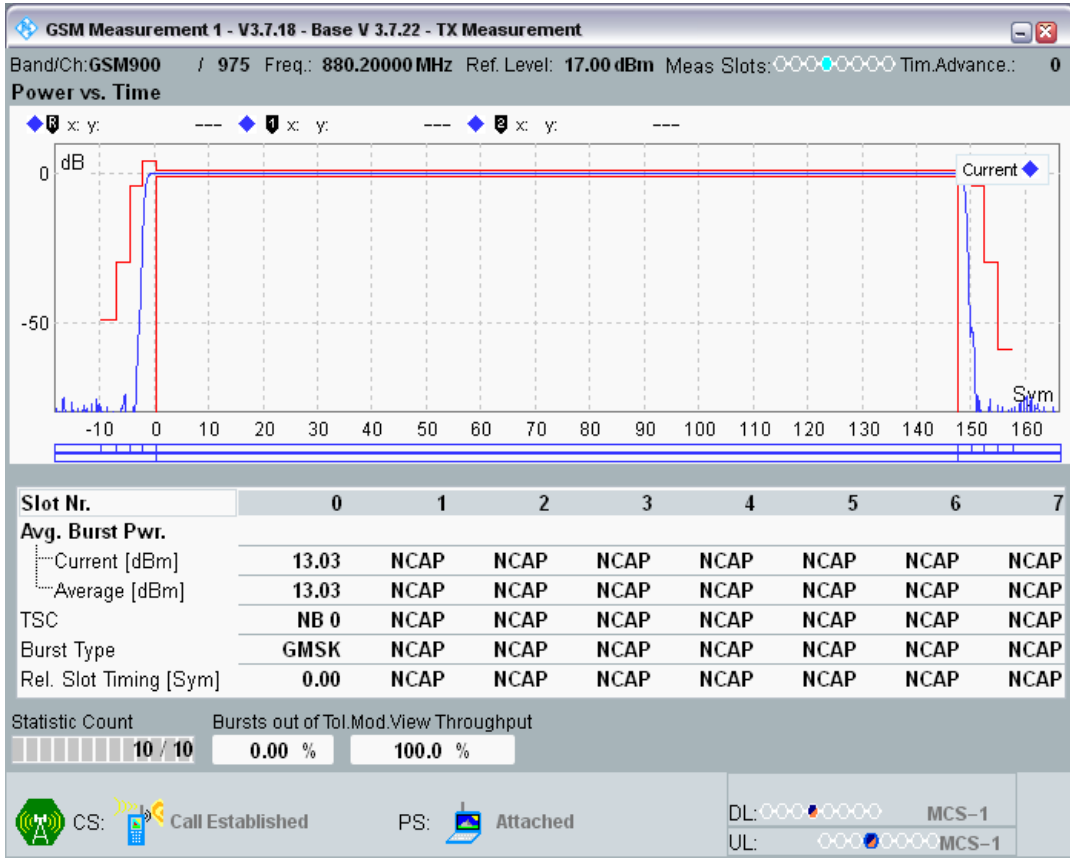 GSM Measurement 1 - V3.7.18 - Base V 3.7.22 - TX Measurement
Band/Ch:GSM900 / 975 Freq.: 880.20000 MHz Ref. Level: 17.00 dBm Meas Slots: Tim.Advance.: 0
Power vs. Time
R x: y: --- 1 x: y: --- 2 x: y: ---
dB
Current
0
-50
Sym
-10 0 10 20 30 40 50 60 70 80 90 100 110 120 130 140 150 160
Slot Nr. 0 1 2 3 4 5 6 7
Avg. Burst Pwr.
Current [dBm] 13.03 NCAP NCAP NCAP NCAP NCAP NCAP NCAP
Average [dBm] 13.03 NCAP NCAP NCAP NCAP NCAP NCAP NCAP
TSC NB 0 NCAP NCAP NCAP NCAP NCAP NCAP NCAP
Burst Type GMSK NCAP NCAP NCAP NCAP NCAP NCAP NCAP
Rel. Slot Timing [Sym] 0.00 NCAP NCAP NCAP NCAP NCAP NCAP NCAP
Statistic Count Bursts out of Tol.Mod.View Throughput
10 / 10 0.00 % 100.0 %
CS: Call Established PS: Attached
DL: MCS-1
UL: MCS-1